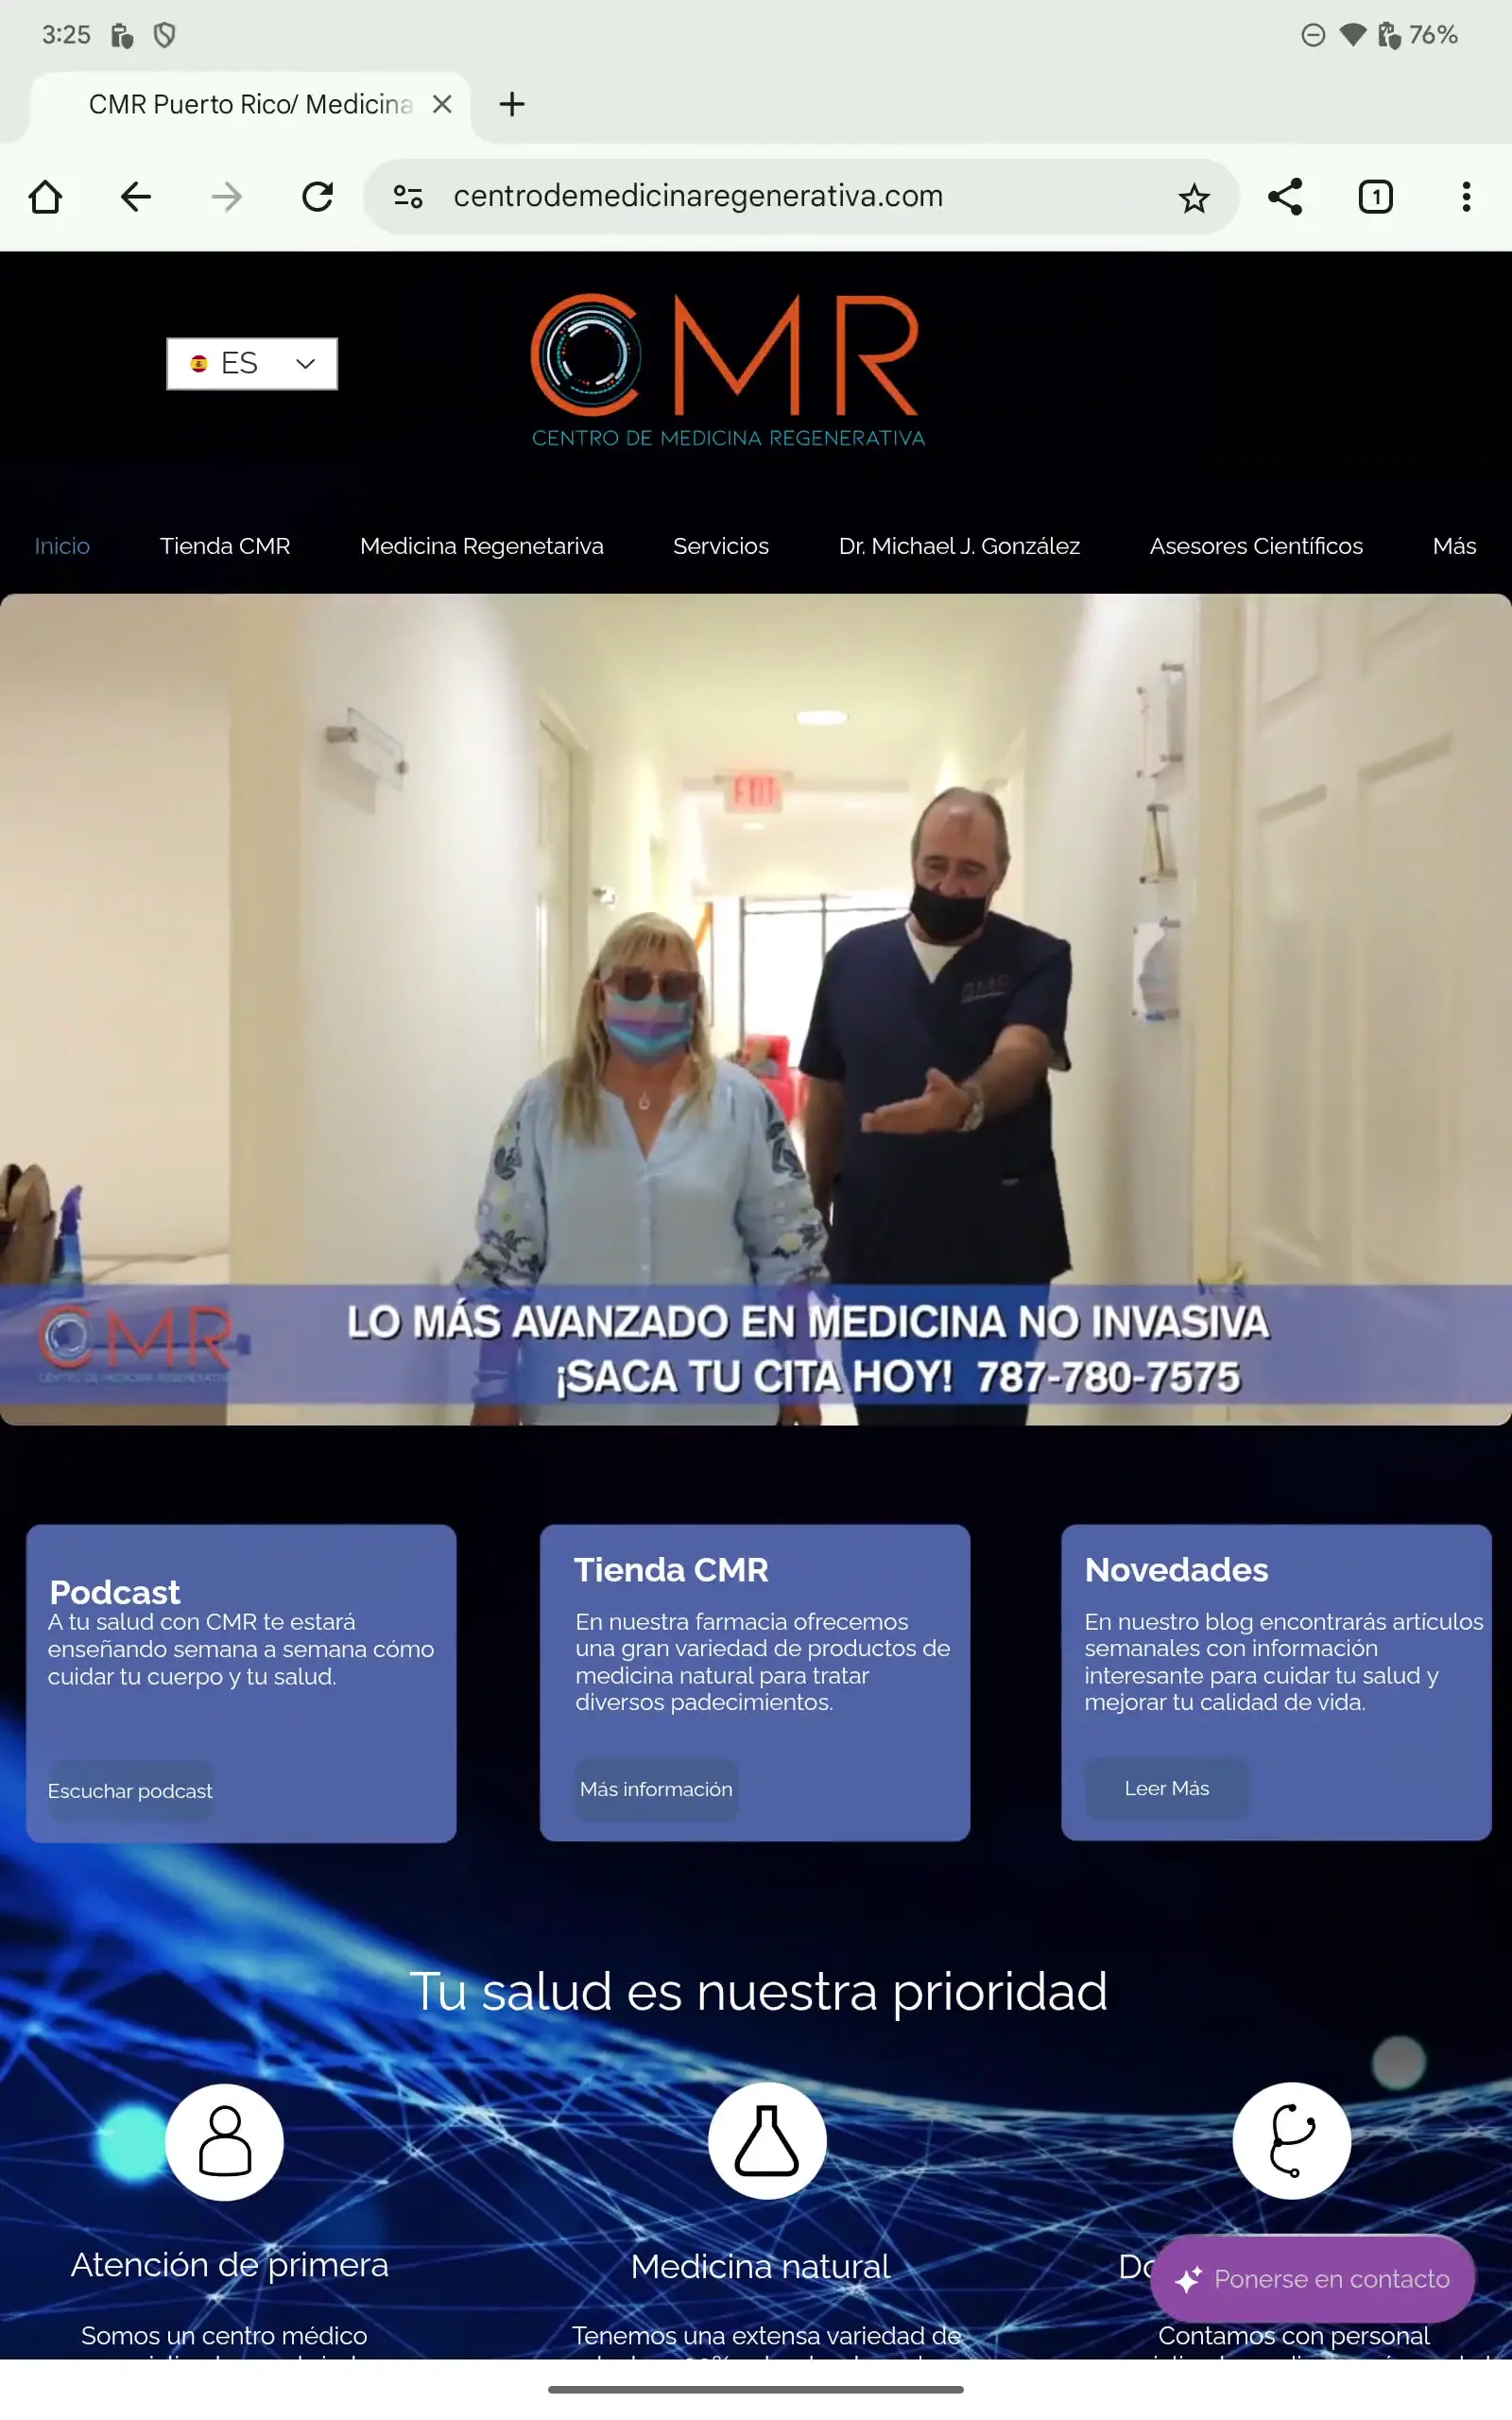 3:25
76%
CMR Puerto Rico/ Medicina
centrodemedicinaregenerativa.com
1
ES
CMR
CENTRO DE MEDICINA REGENERATIVA
Inicio Tienda CMR Medicina Regenetariva Servicios Dr. Michael J. González Asesores Científicos Más
EXIT
CMR
CENTRO DE MEDICINA REGENERATIVA
LO MÁS AVANZADO EN MEDICINA NO INVASIVA
¡SACA TU CITA HOY! 787-780-7575
Podcast
A tu salud con CMR te estará
enseñando semana a semana cómo
cuidar tu cuerpo y tu salud.
Escuchar podcast
Tienda CMR
En nuestra farmacia ofrecemos
una gran variedad de productos de
medicina natural para tratar
diversos padecimientos.
Más información
Novedades
En nuestro blog encontrarás artículos
semanales con información
interesante para cuidar tu salud y
mejorar tu calidad de vida.
Leer Más
Tu salud es nuestra prioridad
Atención de primera
Somos un centro médico
Medicina natural
Tenemos una extensa variedad de
Ponerse en contacto
Contamos con personal